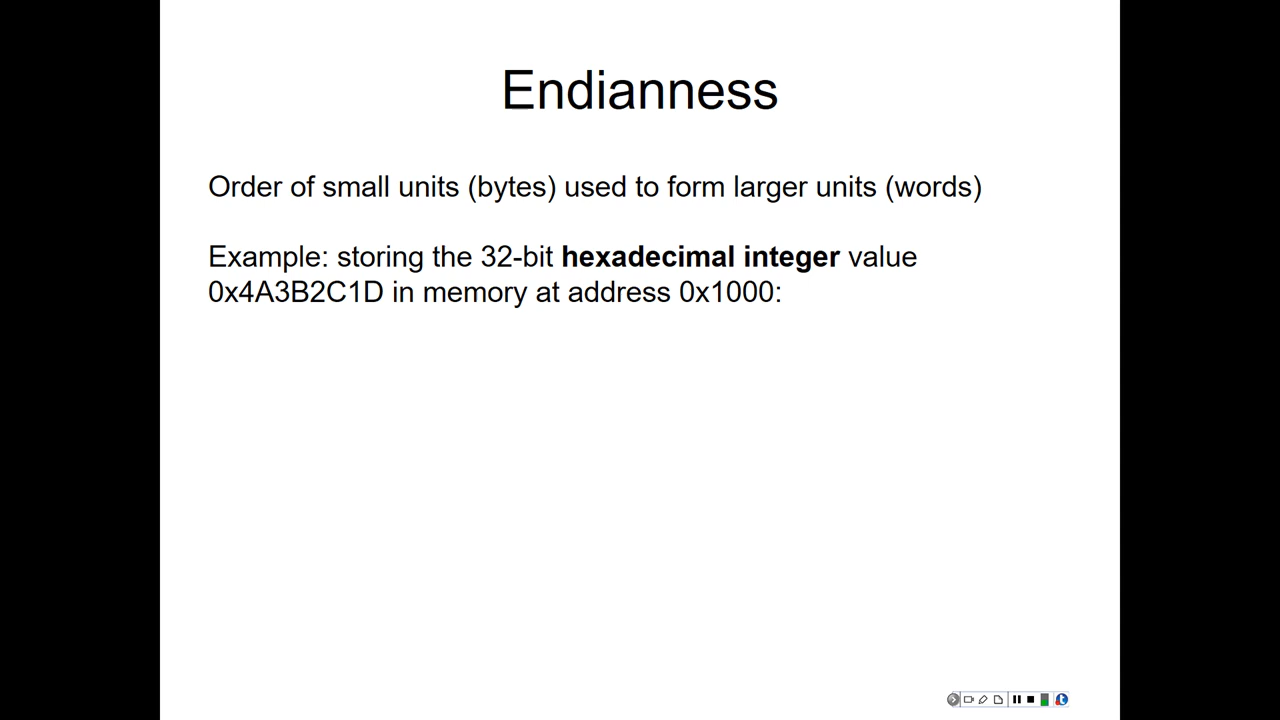 Endianness
Order of small units (bytes) used to form larger units (words)
Example: storing the 32-bit hexadecimal integer value
0x4A3B2C1D in memory at address 0x1000: